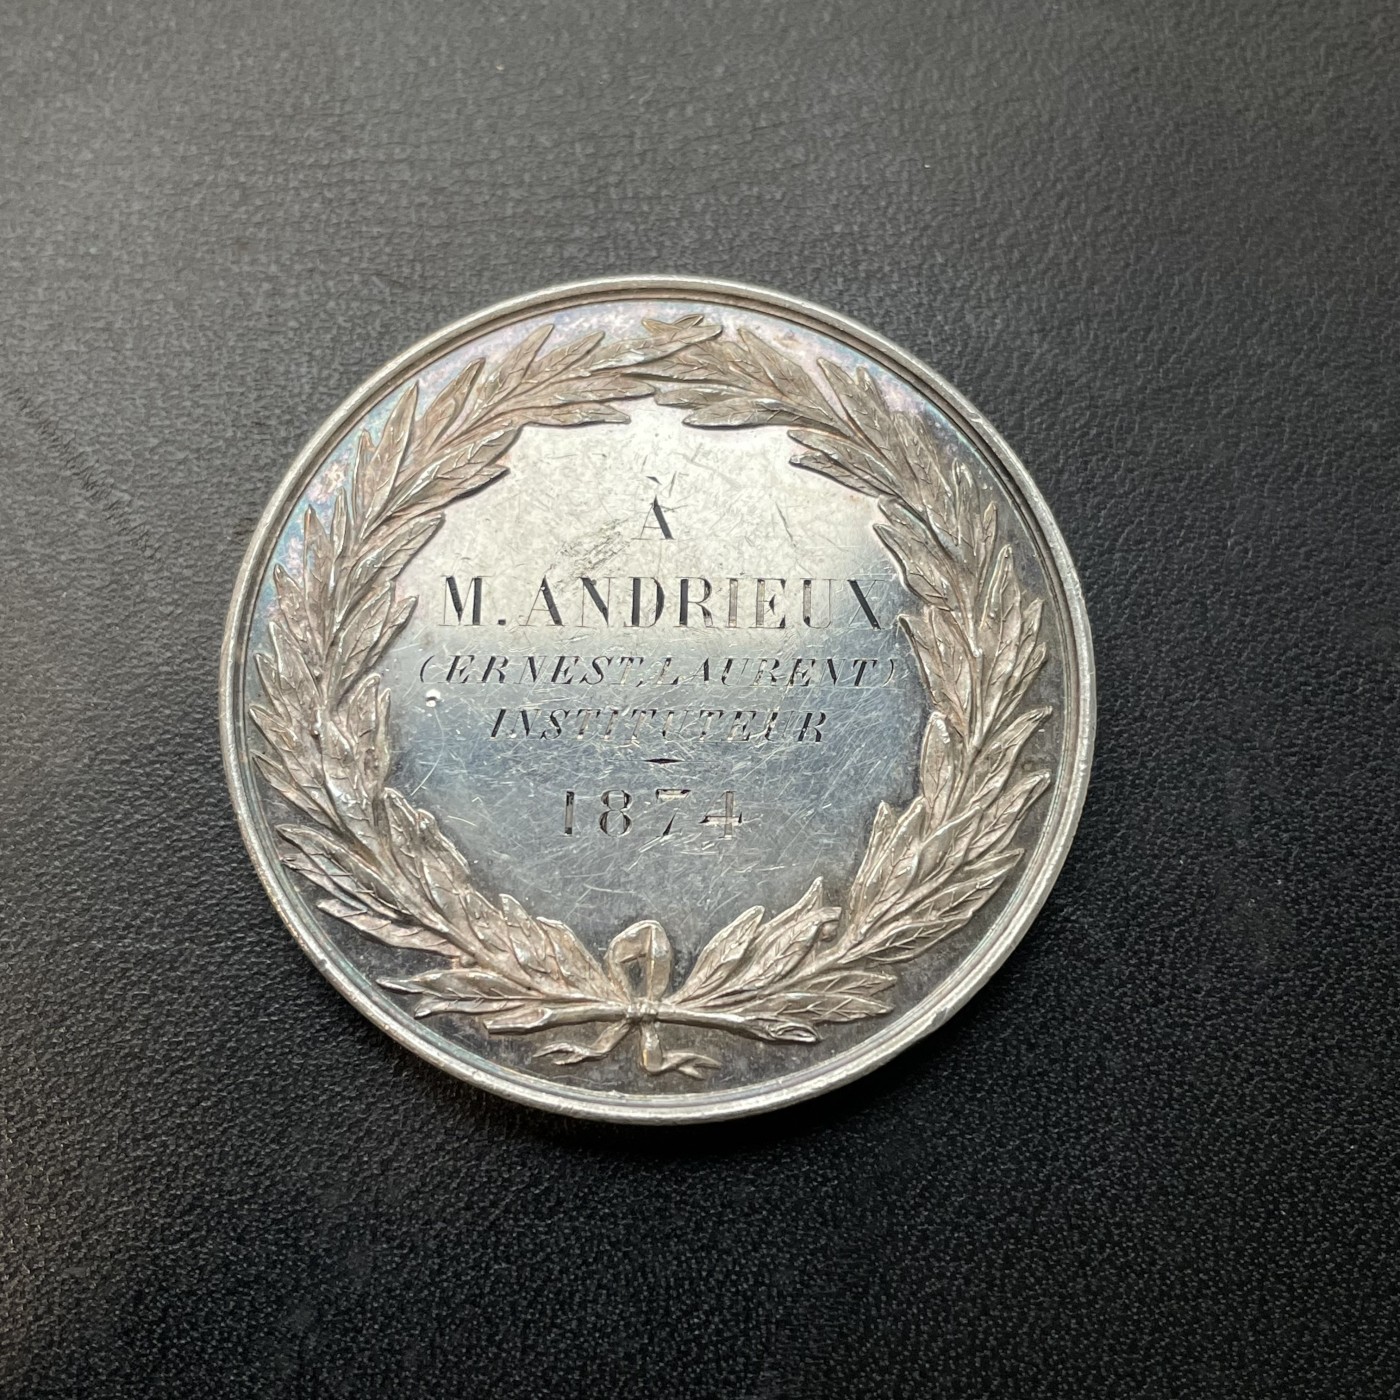 À
M. ANDRIEUX
(ERNEST, LAURENT)
INSTITUTEUR
1874